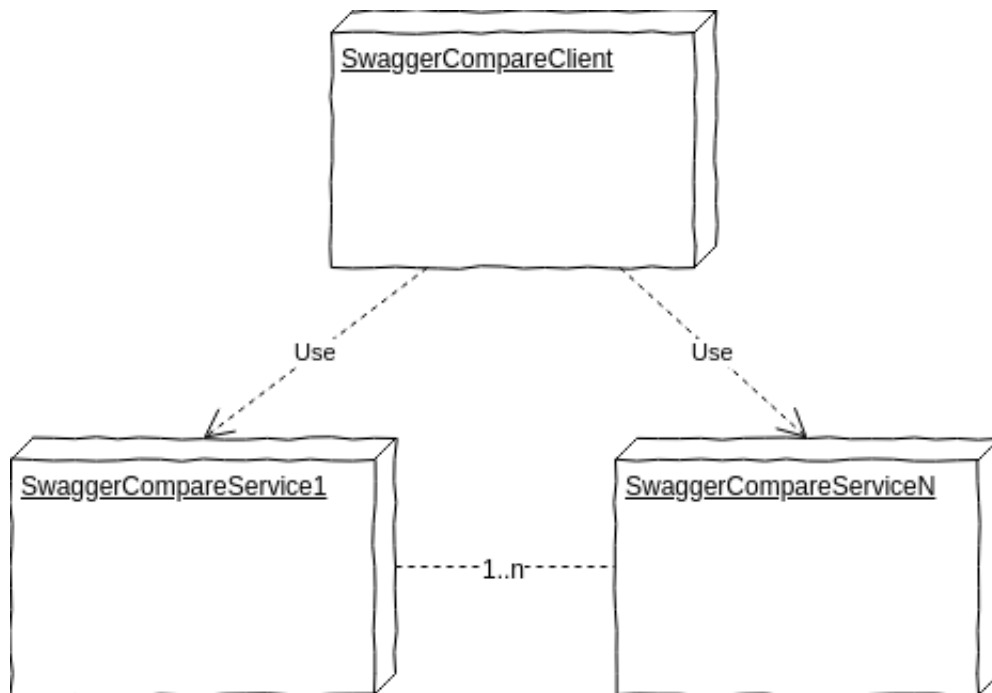 SwaggerCompareClient
Use
Use
SwaggerCompareService1
SwaggerCompareServiceN
1..n